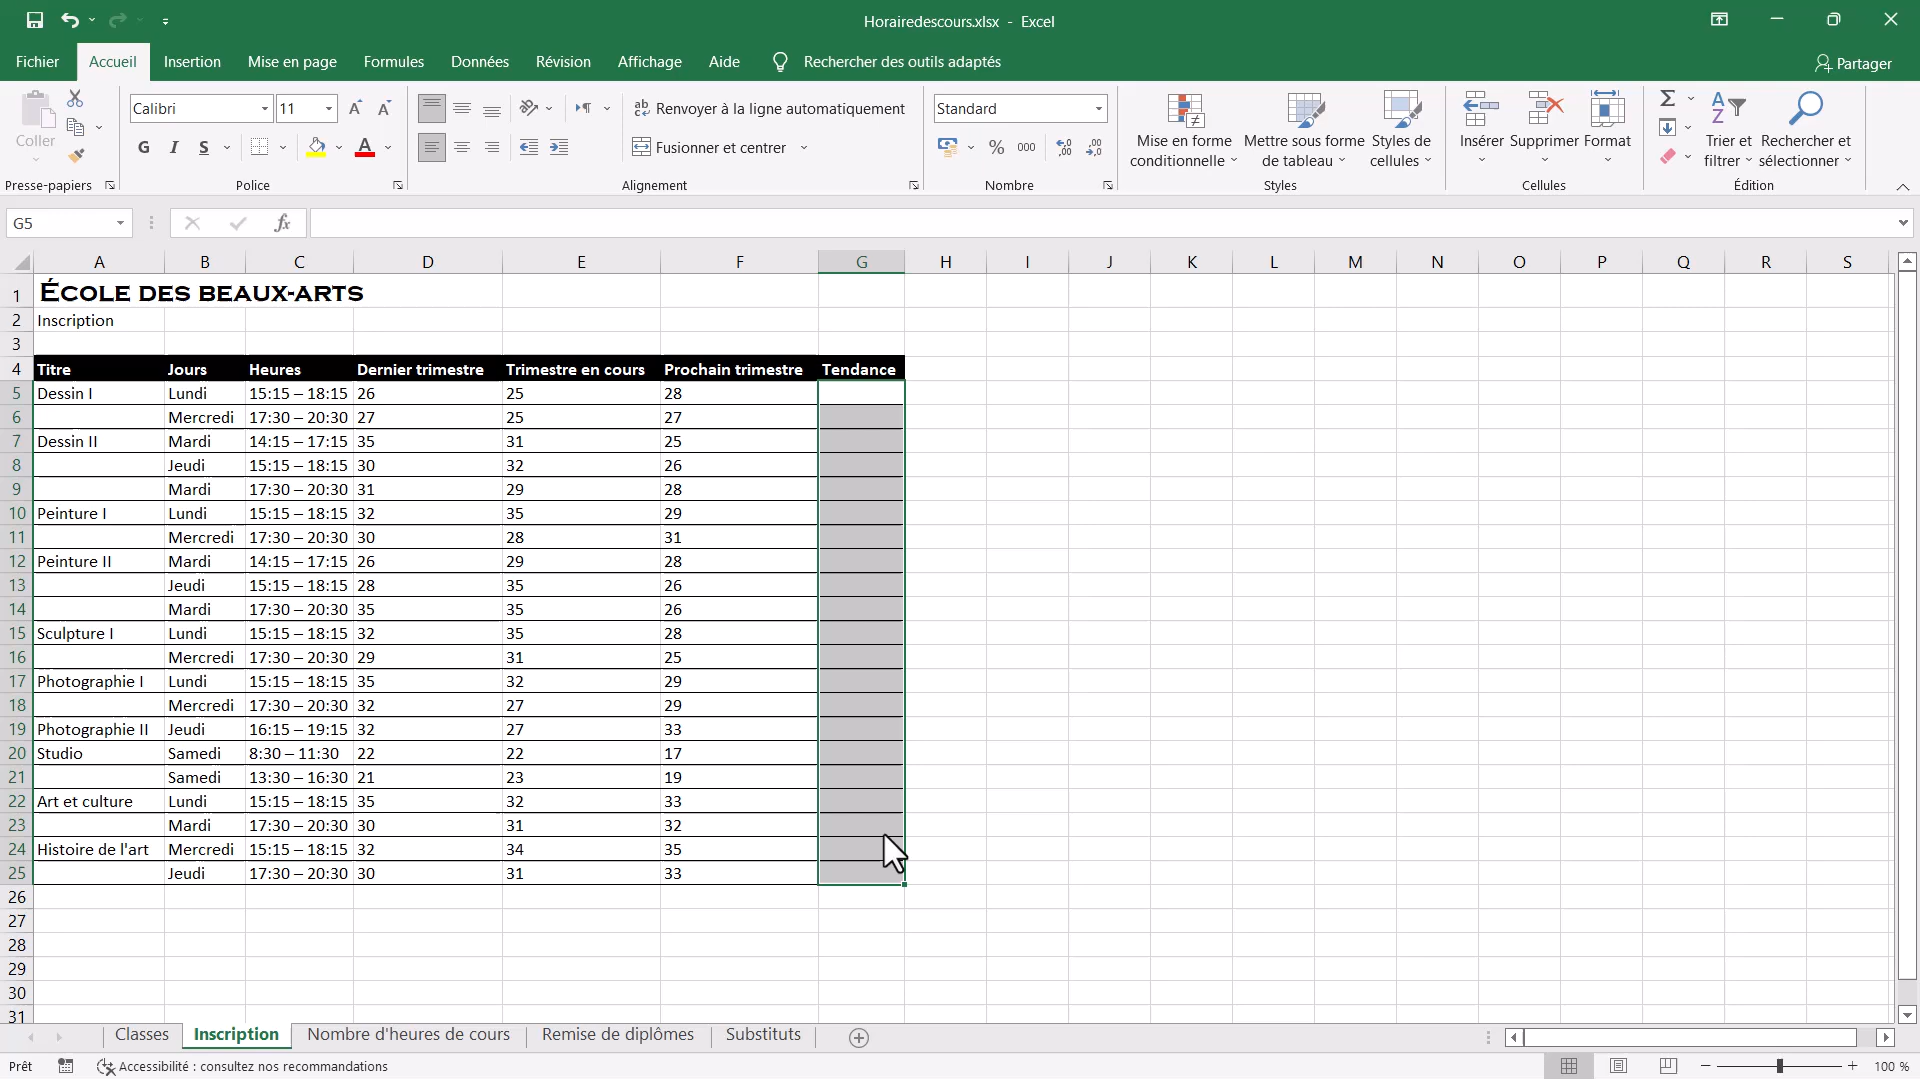 Horairedescours.xlsx - Excel
Fichier Accueil Insertion Mise en page Formules Données Révision Affichage Aide Rechercher des outils adaptés Partager
Coller
Calibri 11
G I S
Renvoyer à la ligne automatiquement
Fusionner et centrer
Standard
% 000
Mise en forme conditionnelle
Mettre sous forme de tableau
Styles de cellules
Insérer Supprimer Format
Trier et filtrer
Rechercher et sélectionner
Presse-papiers Police Alignement Nombre Styles Cellules Édition
G5 fx
A B C D E F G H I J K L M N O P Q R S
1 École des beaux-arts
2 Inscription
3
4 Titre Jours Heures Dernier trimestre Trimestre en cours Prochain trimestre Tendance
5 Dessin I Lundi 15:15 – 18:15 26 25 28
6 Mercredi 17:30 – 20:30 27 25 27
7 Dessin II Mardi 14:15 – 17:15 35 31 25
8 Jeudi 15:15 – 18:15 30 32 26
9 Mardi 17:30 – 20:30 31 29 28
10 Peinture I Lundi 15:15 – 18:15 32 35 29
11 Mercredi 17:30 – 20:30 30 28 31
12 Peinture II Mardi 14:15 – 17:15 26 29 28
13 Jeudi 15:15 – 18:15 28 35 26
14 Mardi 17:30 – 20:30 35 35 26
15 Sculpture I Lundi 15:15 – 18:15 32 35 28
16 Mercredi 17:30 – 20:30 29 31 25
17 Photographie I Lundi 15:15 – 18:15 35 32 29
18 Mercredi 17:30 – 20:30 32 27 29
19 Photographie II Jeudi 16:15 – 19:15 32 27 33
20 Studio Samedi 8:30 – 11:30 22 22 17
21 Samedi 13:30 – 16:30 21 23 19
22 Art et culture Lundi 15:15 – 18:15 35 32 33
23 Mardi 17:30 – 20:30 30 31 32
24 Histoire de l'art Mercredi 15:15 – 18:15 32 34 35
25 Jeudi 17:30 – 20:30 30 31 33
26
27
28
29
30
31
Classes Inscription Nombre d'heures de cours Remise de diplômes Substituts
Prêt Accessibilité : consultez nos recommandations 100 %